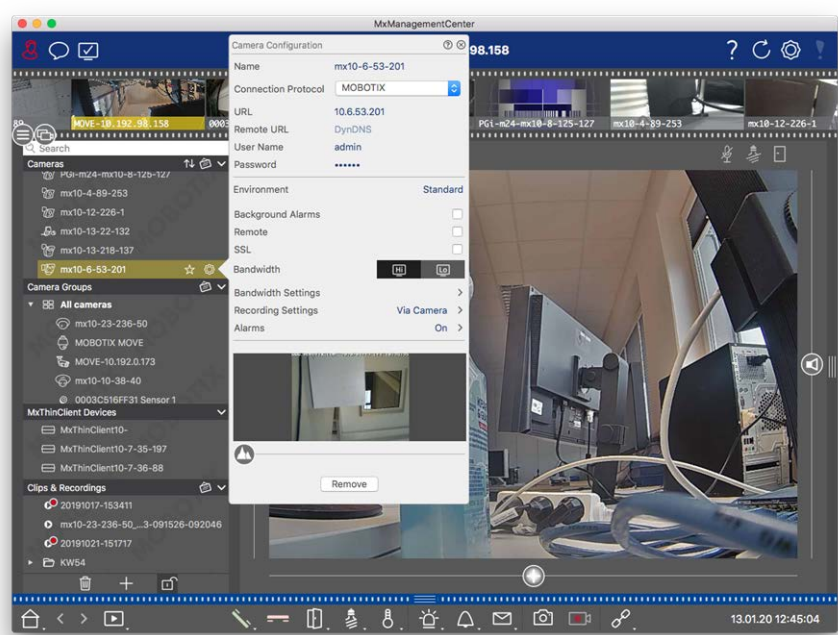 MxManagementCenter
98.158
Camera Configuration
Name mx10-6-53-201
Connection Protocol MOBOTIX
URL 10.6.53.201
Remote URL DynDNS
User Name admin
Password ••••••
Environment Standard
Background Alarms
Remote
SSL
Bandwidth Hi Lo
Bandwidth Settings
Recording Settings Via Camera
Alarms On
Remove
89
MOVE-10.192.98.158
0003
PGi-m24-mx10-8-125-127
mx10-4-89-253
mx10-12-226-1
Search
Cameras
PGi-m24-mx10-8-125-127
mx10-4-89-253
mx10-12-226-1
mx10-13-22-132
mx10-13-218-137
mx10-6-53-201
Camera Groups
All cameras
mx10-23-236-50
MOBOTIX MOVE
MOVE-10.192.0.173
mx10-10-38-40
0003C516FF31 Sensor 1
MxThinClient Devices
MxThinClient10-
MxThinClient10-7-35-197
MxThinClient10-7-36-88
Clips & Recordings
20191017-153411
mx10-23-236-50_...3-091526-092046
20191021-151717
KW54
13.01.20 12:45:04